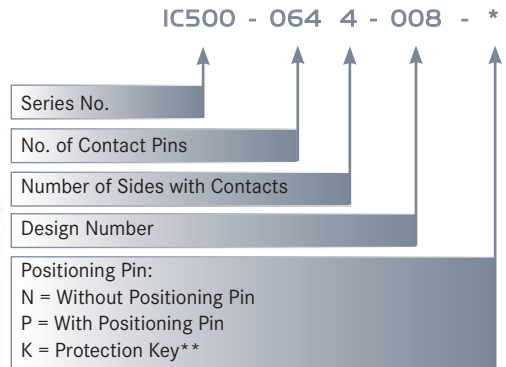 IC500 - 064 4 - 008 - *
Series No.
No. of Contact Pins
Number of Sides with Contacts
Design Number
Positioning Pin:
N = Without Positioning Pin
P = With Positioning Pin
K = Protection Key**